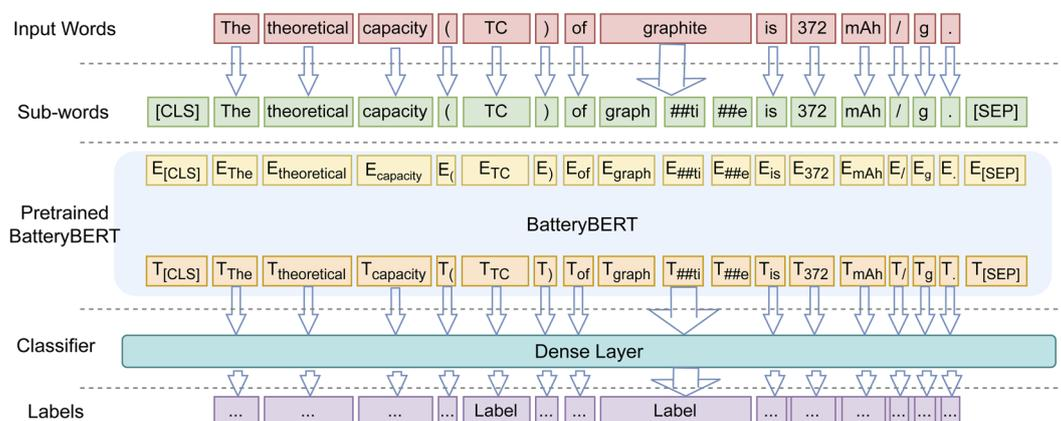 Input Words The theoretical capacity ( TC ) of graphite is 372 mAh / g .
Sub-words [CLS] The theoretical capacity ( TC ) of graph ##ti ##e is 372 mAh / g . [SEP]
E[CLS] EThe Etheoretical Ecapacity E( ETC E) Eof Egraph E##ti E##e Eis E372 EmAh E/ Eg E. E[SEP]
Pretrained
BatteryBERT
BatteryBERT
T[CLS] TThe Ttheoretical Tcapacity T( TTC T) Tof Tgraph T##ti T##e Tis T372 TmAh T/ Tg T. T[SEP]
Classifier
Dense Layer
Labels ... ... ... ... Label ... ... Label ... ... ... ... ... ...